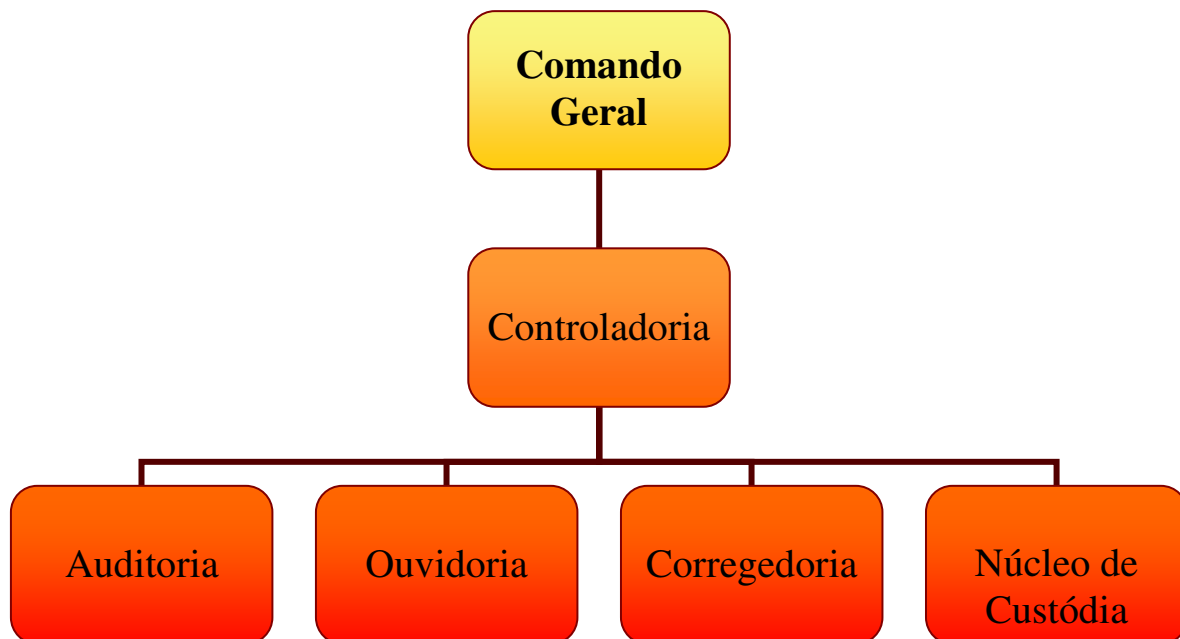 Comando
Geral
Controladoria
Auditoria
Ouvidoria
Corregedoria
Núcleo de
Custódia